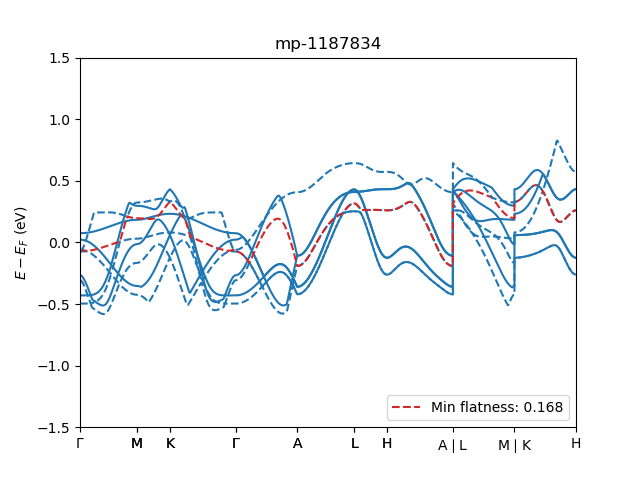 mp-1187834
1.5
1.0
0.5
0.0
−0.5
−1.0
−1.5
E − E_F (eV)
Min flatness: 0.168
Γ M K Γ A L H A | L M | K H